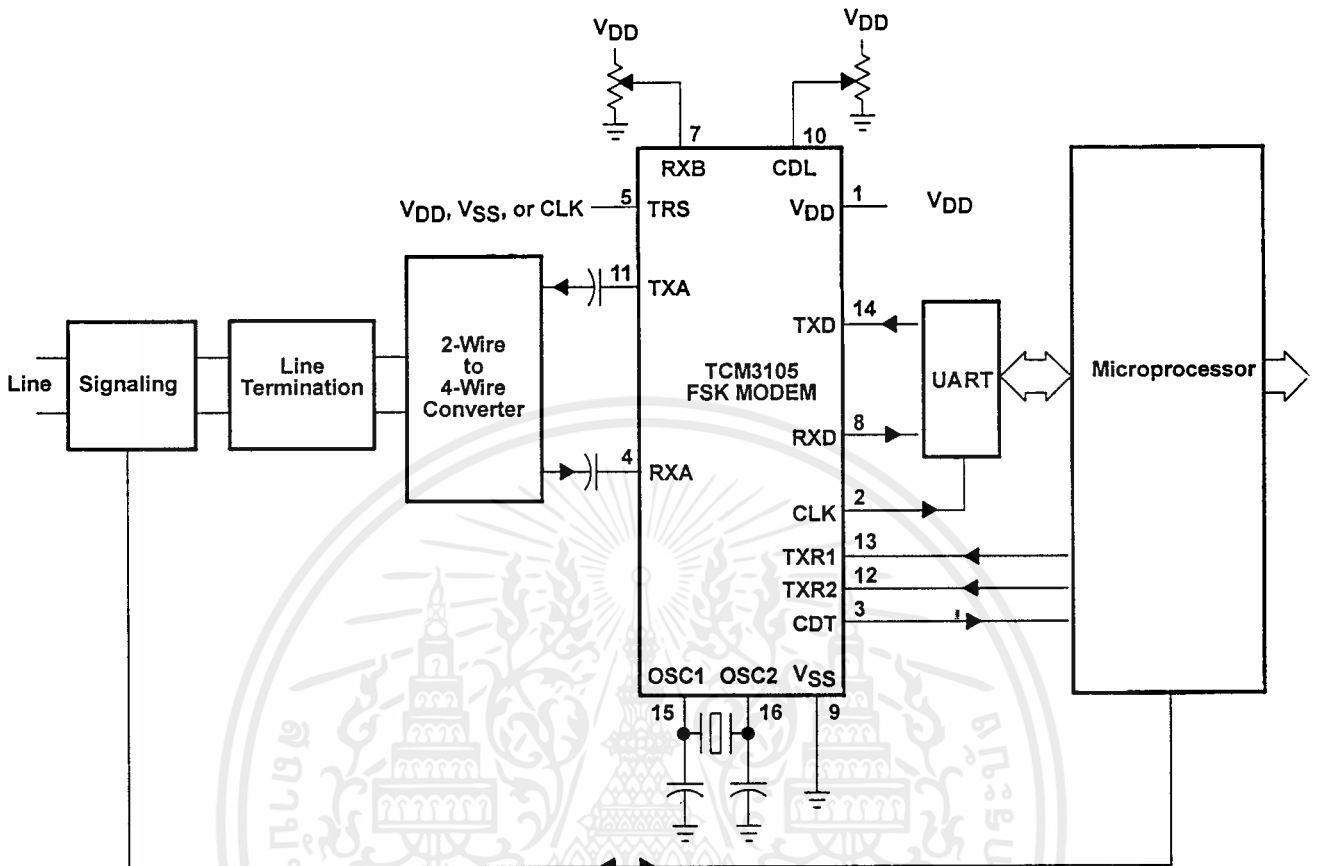 VDD
VDD
7
10
RXB
CDL
VDD, VSS, or CLK
5
TRS
1
VDD
VDD
11
TXA
14
TXD
Line
Signaling
Line
Termination
2-Wire
to
4-Wire
Converter
TCM3105
FSK MODEM
UART
Microprocessor
8
RXD
4
RXA
2
CLK
13
TXR1
12
TXR2
3
CDT
OSC1
OSC2
VSS
15
16
9